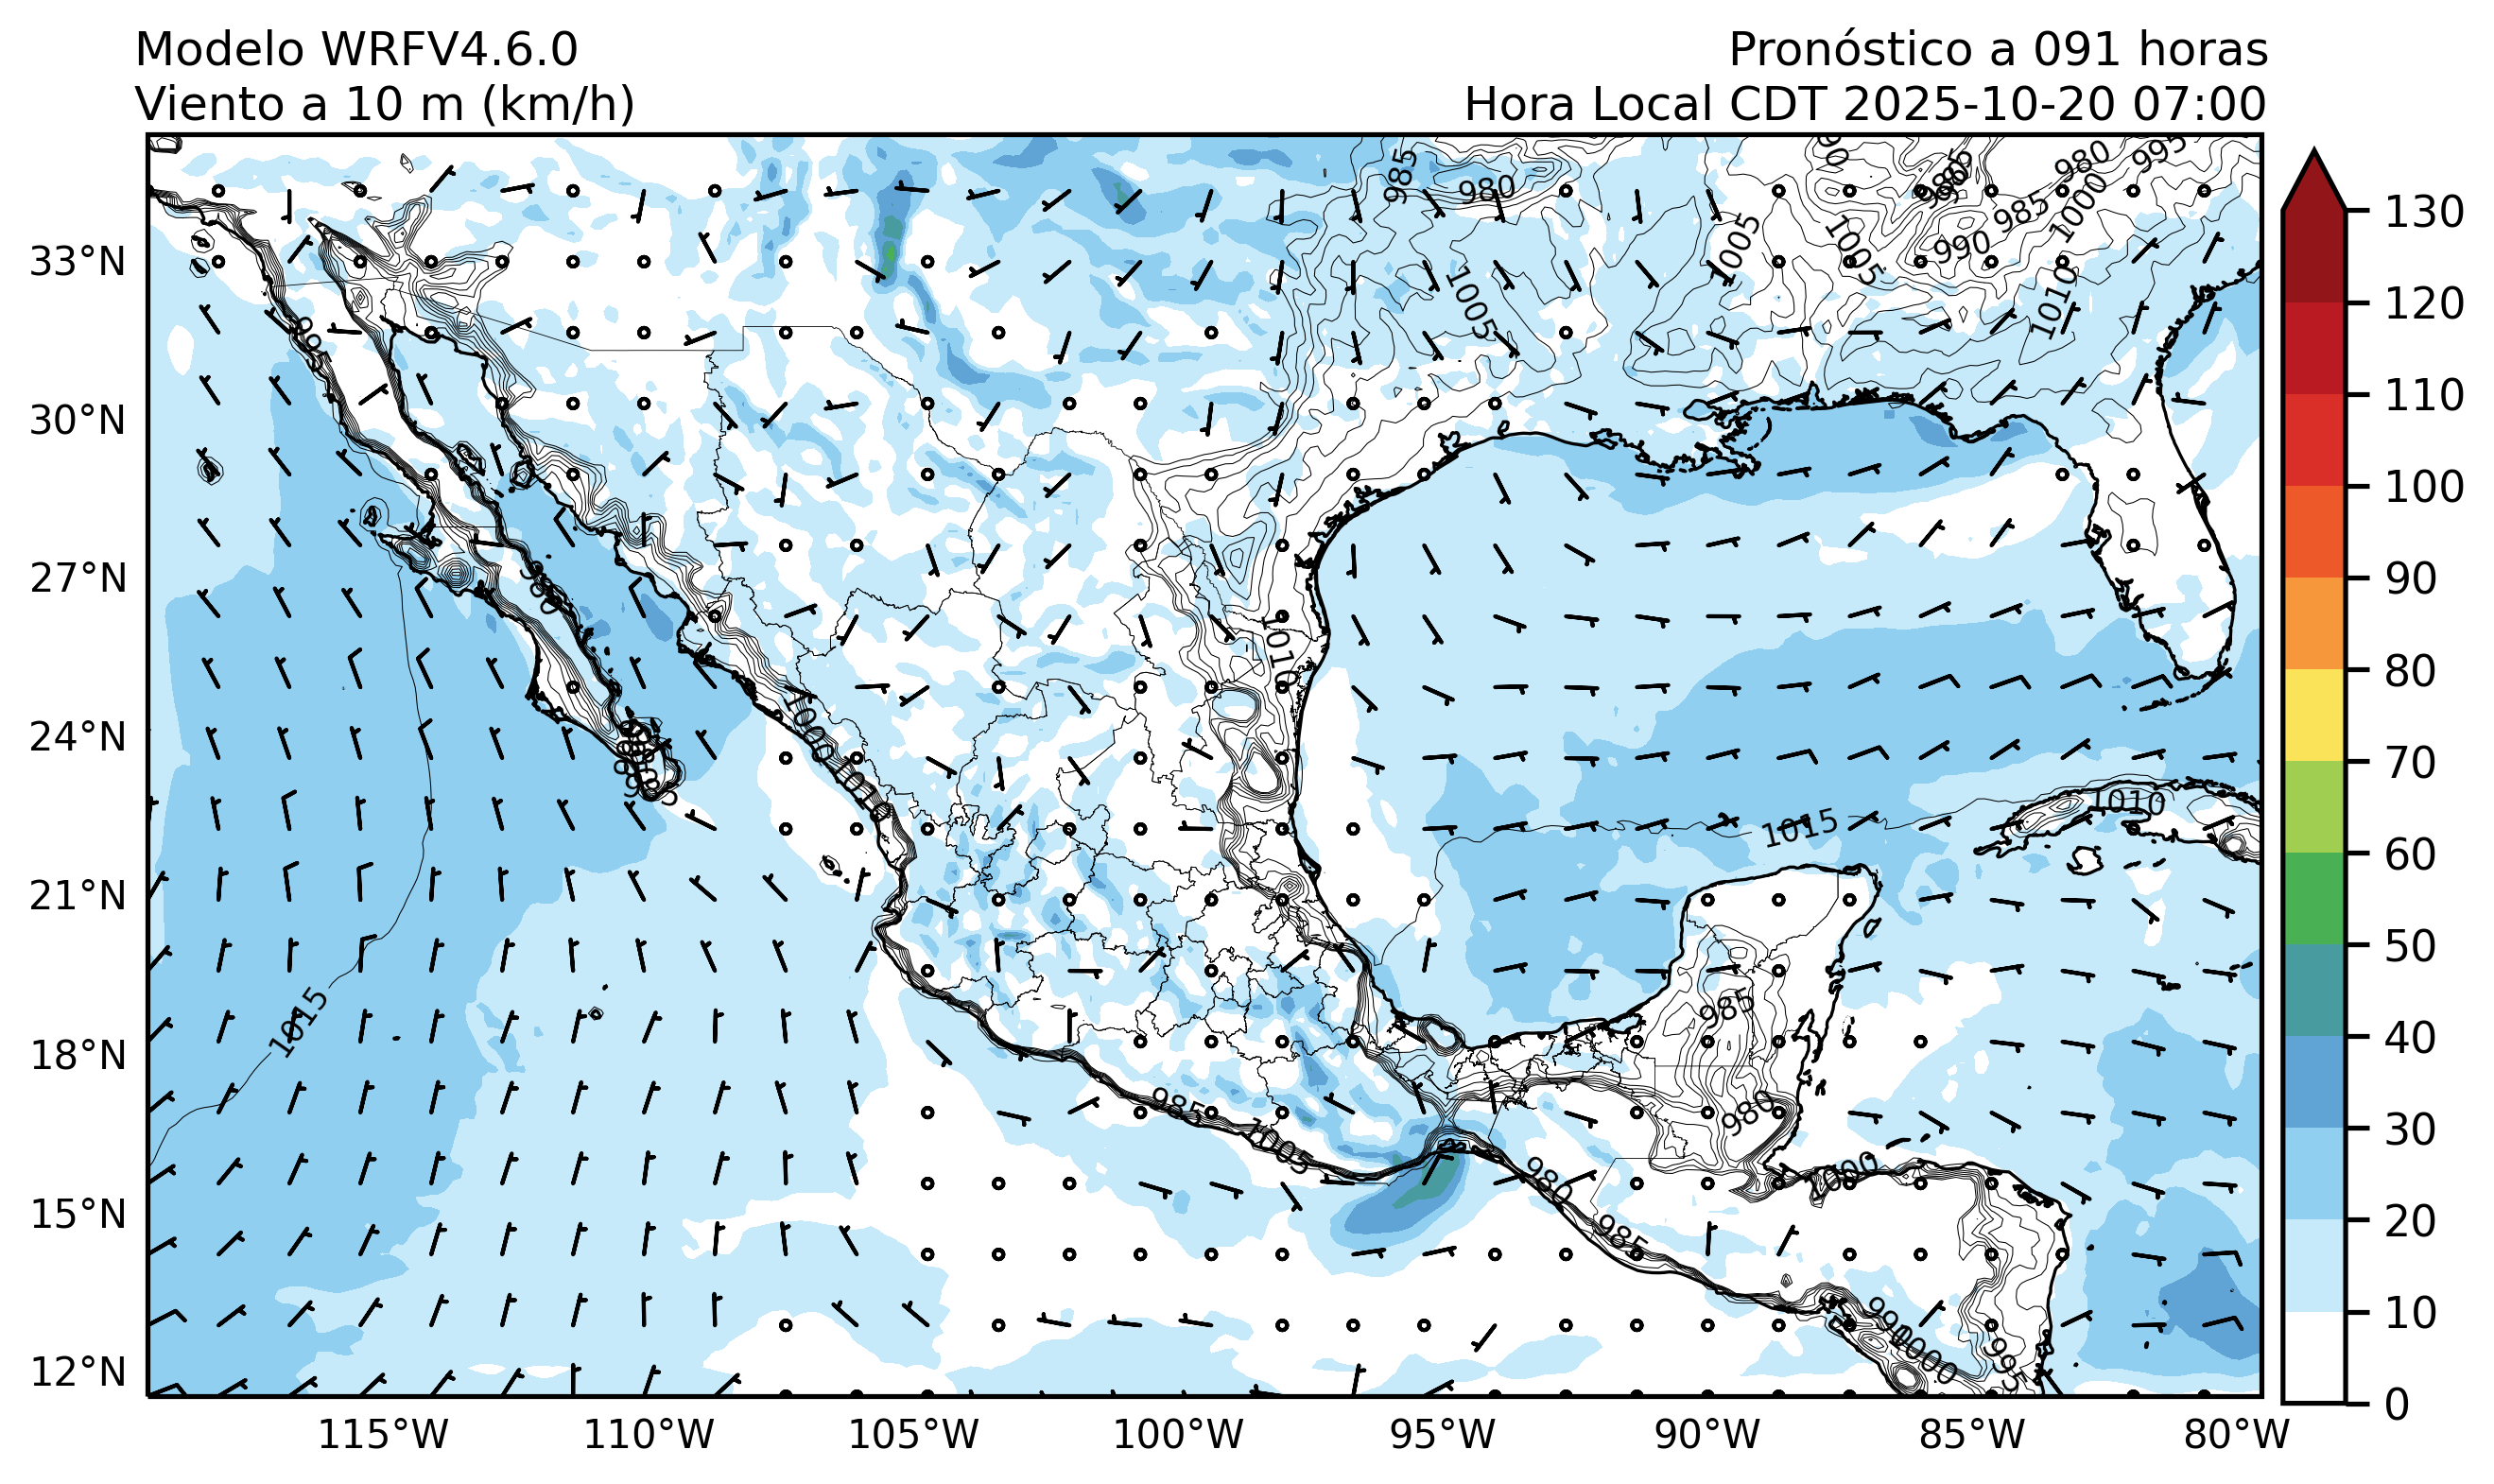 Modelo WRFV4.6.0
Viento a 10 m (km/h)
Pronóstico a 091 horas
Hora Local CDT 2025-10-20 07:00
33°N
30°N
27°N
24°N
21°N
18°N
15°N
12°N
115°W
110°W
105°W
100°W
95°W
90°W
85°W
80°W
130
120
110
100
90
80
70
60
50
40
30
20
10
0
985
980
980
995
985
1000
990
1005
1005
1005
1010
995
1010
1000
1010
1015
1010
1015
985
980
985
1005
980
985